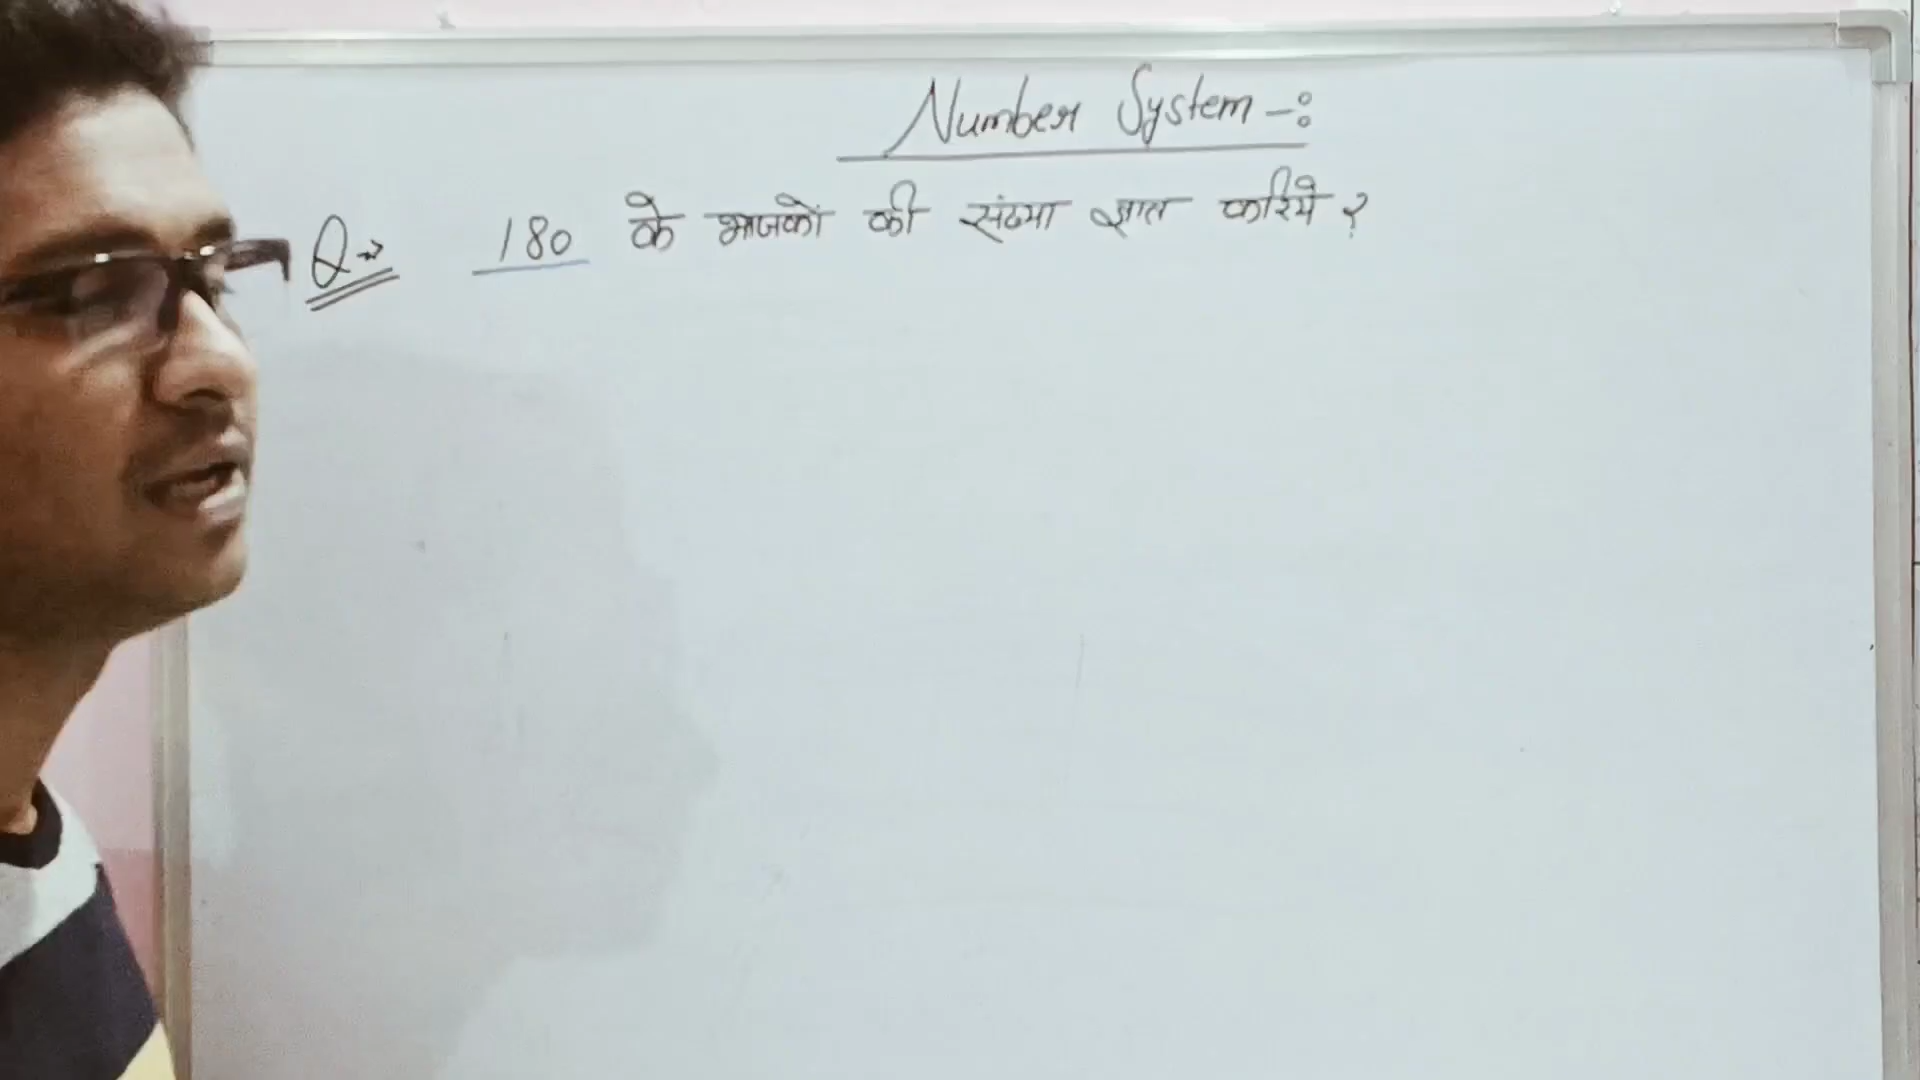 Number System -:
Q→ 180 के भाजकों की संख्या ज्ञात करिये ?